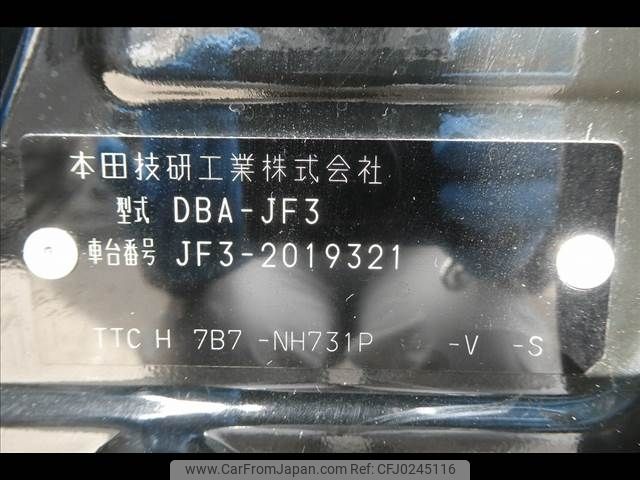 本田技研工業株式会社
型式 DBA-JF3
車台番号 JF3-2019321
TTC H 7B7 -NH731P -V -S
www.CarFromJapan.com Ref:CFJ0245116